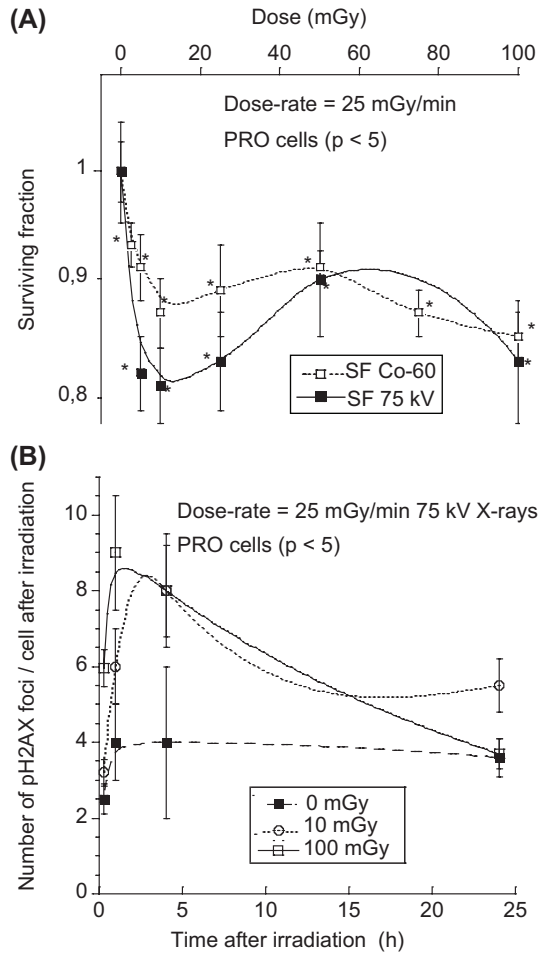 (A)
Dose (mGy)
0 20 40 60 80 100
Dose-rate = 25 mGy/min
PRO cells (p < 5)
1
0,9
0,8
Surviving fraction
* * * * * * * * * * *
SF Co-60
SF 75 kV
(B)
Dose-rate = 25 mGy/min 75 kV X-rays
PRO cells (p < 5)
10
8
6
4
2
0
Number of pH2AX foci / cell after irradiation
0 mGy
10 mGy
100 mGy
0 5 10 15 20 25
Time after irradiation (h)